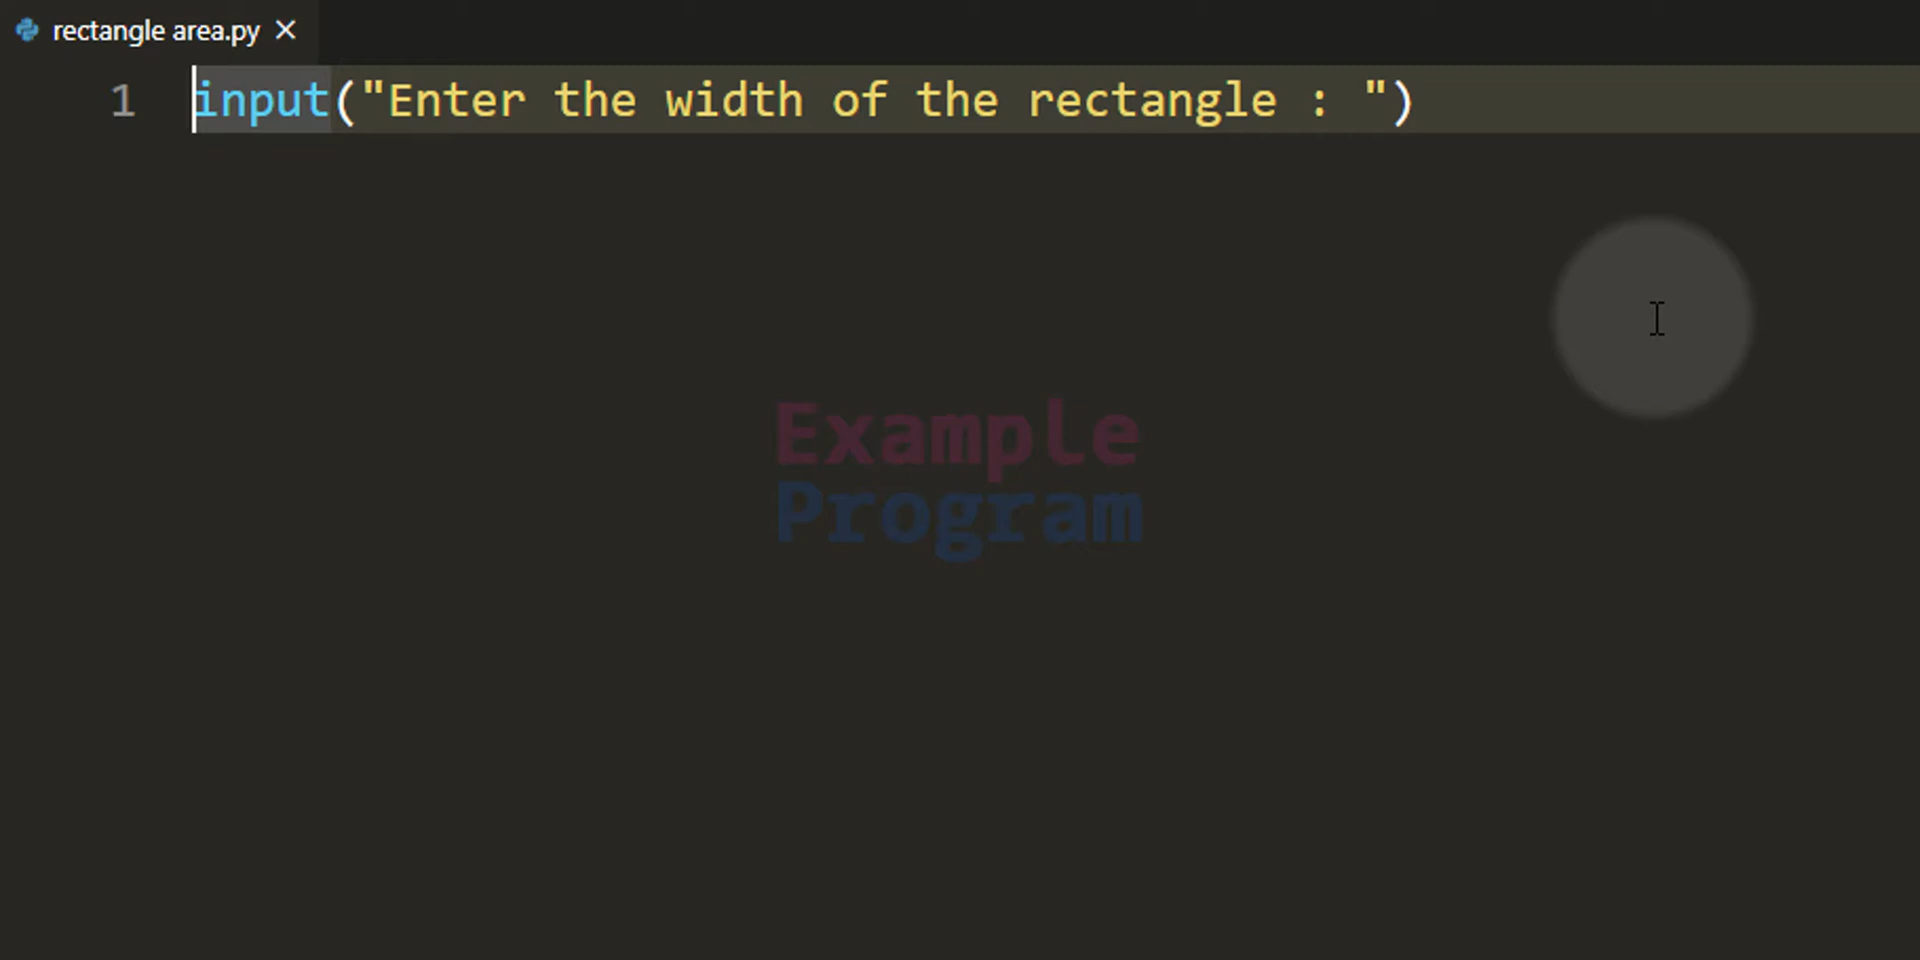 rectangle area.py
1 input("Enter the width of the rectangle : ")
Example
Program